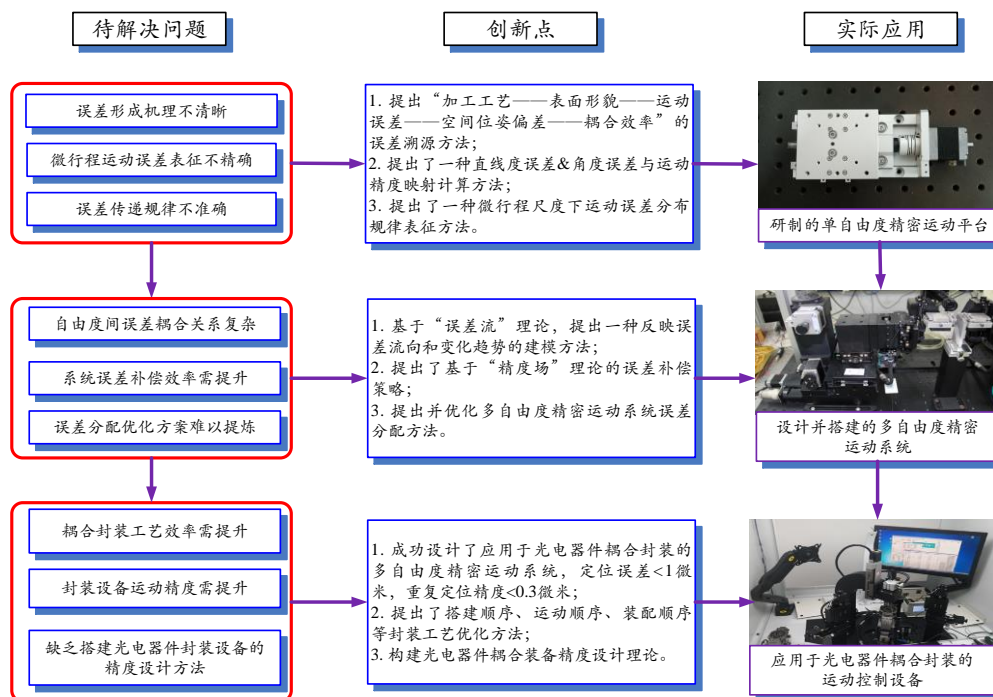 待解决问题
创新点
实际应用
误差形成机理不清晰
微行程运动误差表征不精确
误差传递规律不准确
1. 提出“加工工艺——表面形貌——运动
误差——空间位姿偏差——耦合效率”的
误差溯源方法;
2. 提出了一种直线度误差&角度误差与运动
精度映射计算方法;
3. 提出了一种微行程尺度下运动误差分布
规律表征方法。
研制的单自由度精密运动平台
自由度间误差耦合关系复杂
系统误差补偿效率需提升
误差分配优化方案难以提炼
1. 基于“误差流”理论，提出一种反映误
差流向和变化趋势的建模方法;
2. 提出了基于“精度场”理论的误差补偿
策略;
3. 提出并优化多自由度精密运动系统误差
分配方法。
设计并搭建的多自由度精密
运动系统
耦合封装工艺效率需提升
封装设备运动精度需提升
缺乏搭建光电器件封装设备的
精度设计方法
1. 成功设计了应用于光电器件耦合封装的
多自由度精密运动系统，定位误差<1微
米，重复定位精度<0.3微米;
2. 提出了搭建顺序、运动顺序、装配顺序
等封装工艺优化方法;
3. 构建光电器件耦合装备精度设计理论。
应用于光电器件耦合封装的
运动控制设备